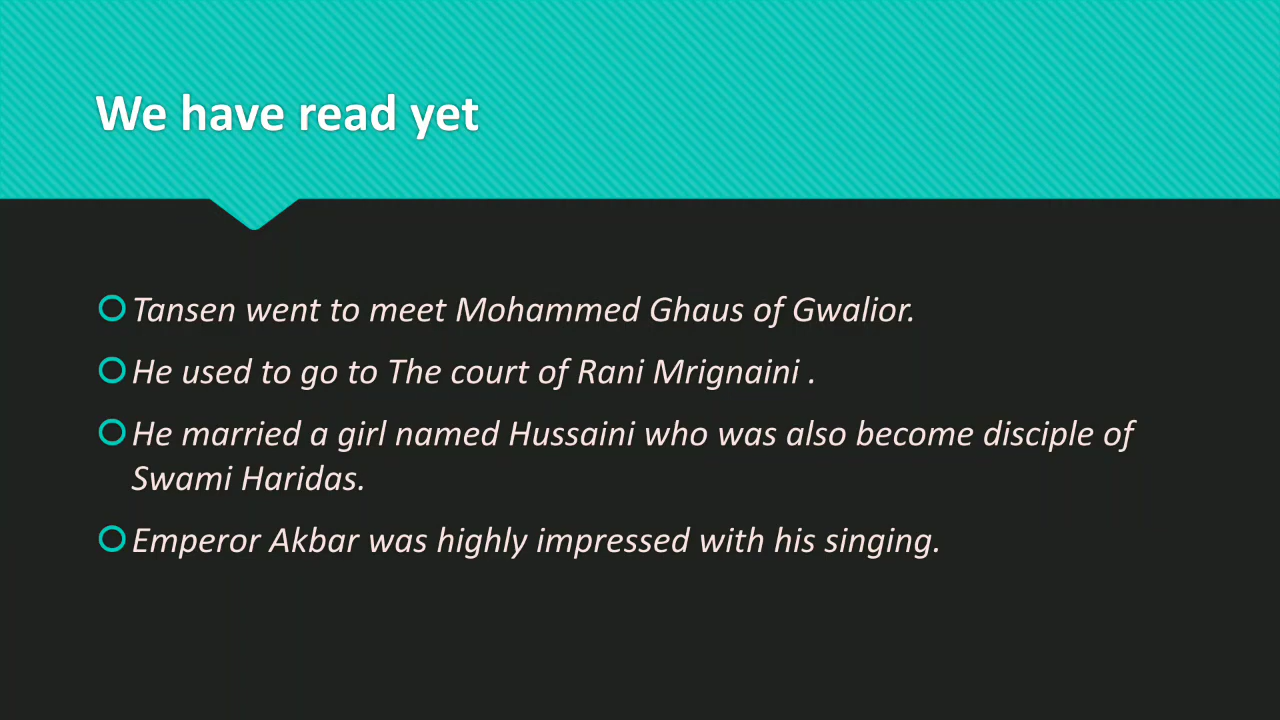 We have read yet
Tansen went to meet Mohammed Ghaus of Gwalior.
He used to go to The court of Rani Mrignaini .
He married a girl named Hussaini who was also become disciple of
Swami Haridas.
Emperor Akbar was highly impressed with his singing.